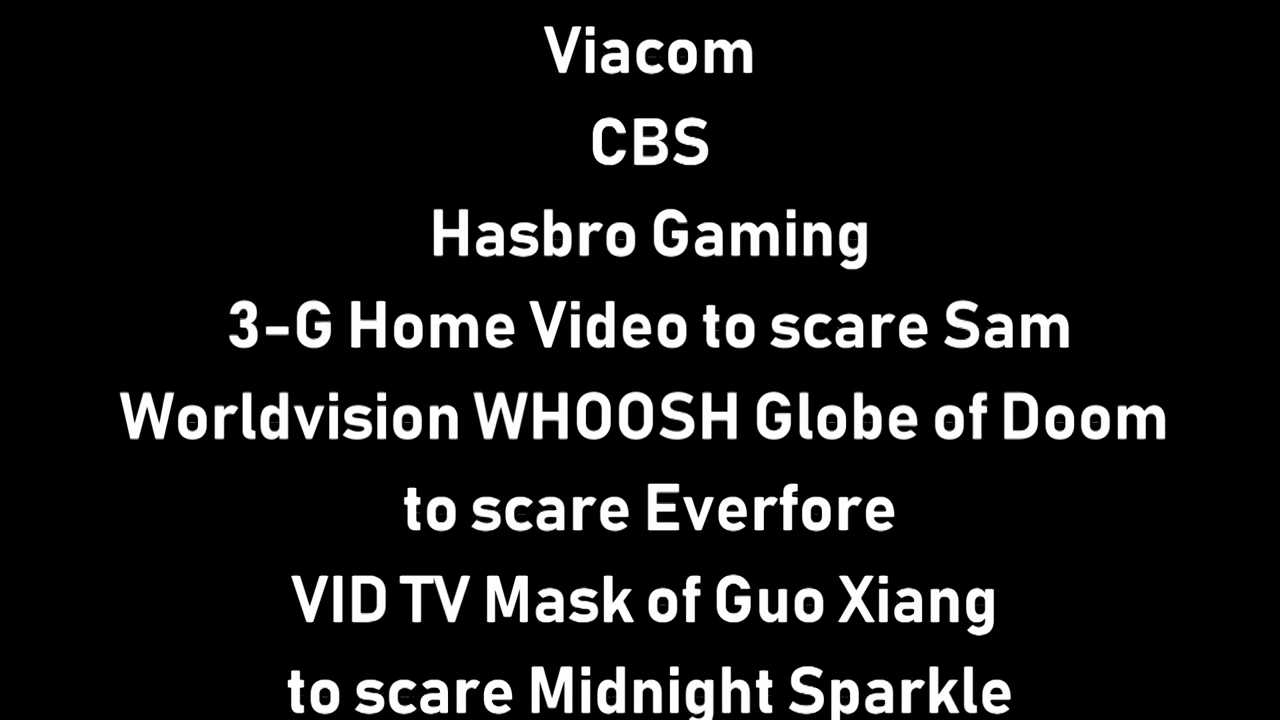 Viacom
CBS
Hasbro Gaming
3-G Home Video to scare Sam
Worldvision WHOOSH Globe of Doom
to scare Everfore
VID TV Mask of Guo Xiang
to scare Midnight Sparkle